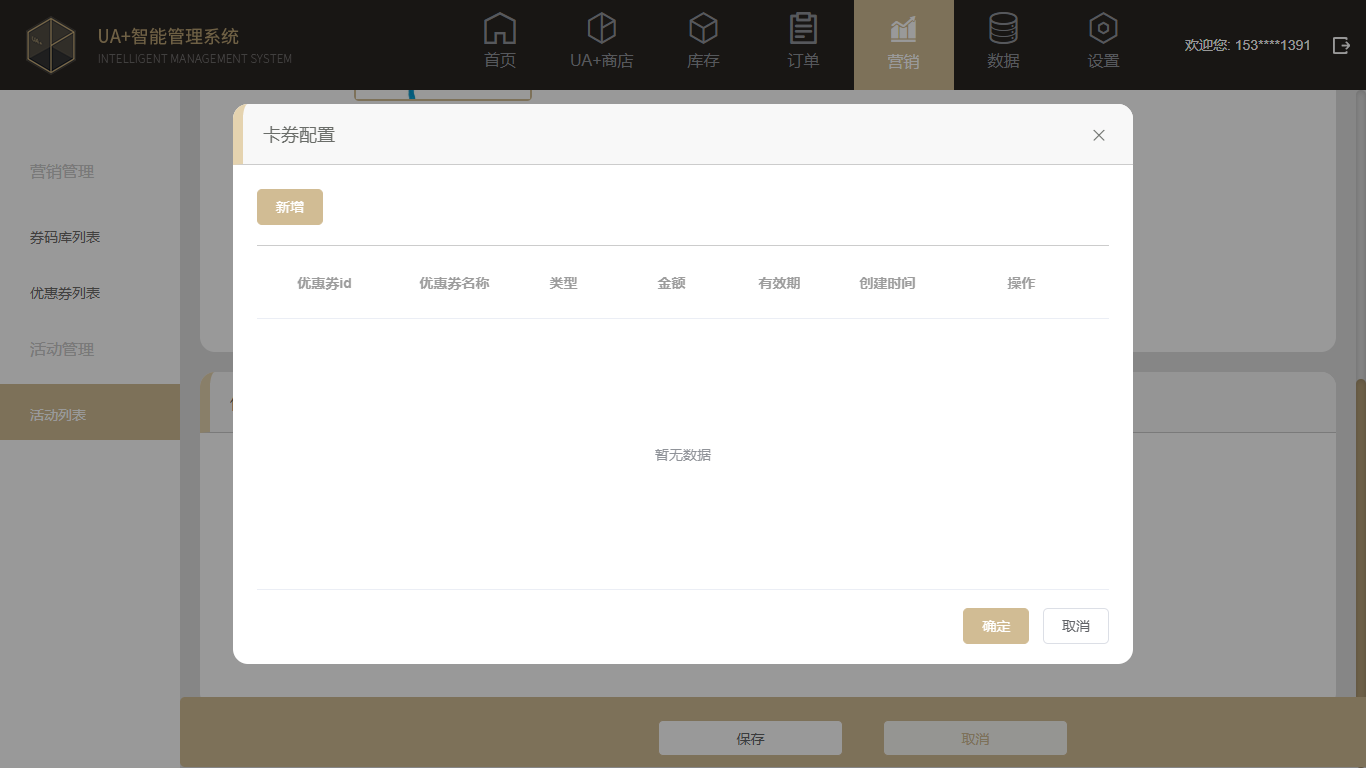 UA+智能管理系统
INTELLIGENT MANAGEMENT SYSTEM
首页
UA+商店
库存
订单
营销
数据
设置
欢迎您: 153****1391
营销管理
券码库列表
优惠券列表
活动管理
活动列表
卡券配置
新增
优惠券id 优惠券名称 类型 金额 有效期 创建时间 操作
暂无数据
确定 取消
保存 取消